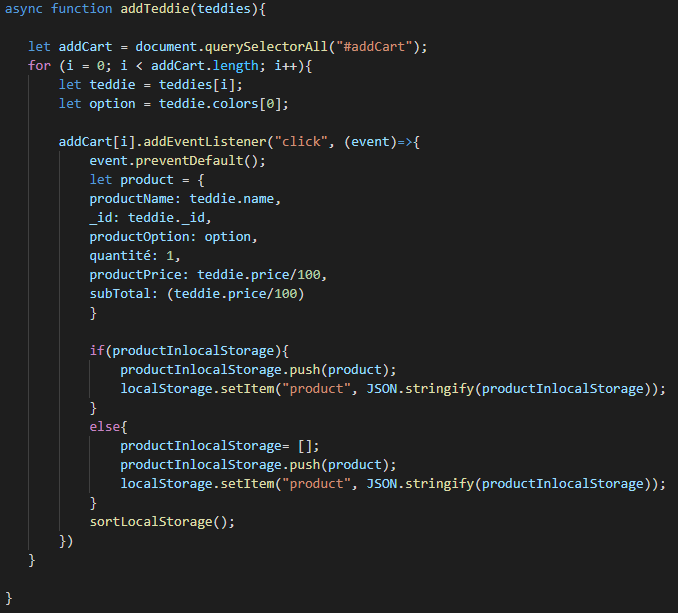 async function addTeddie(teddies){
let addCart = document.querySelectorAll("#addCart");
for (i = 0; i < addCart.length; i++){
let teddie = teddies[i];
let option = teddie.colors[0];
addCart[i].addEventListener("click", (event)=>{
event.preventDefault();
let product = {
productName: teddie.name,
_id: teddie._id,
productOption: option,
quantité: 1,
productPrice: teddie.price/100,
subTotal: (teddie.price/100)
}
if(productInlocalStorage){
productInlocalStorage.push(product);
localStorage.setItem("product", JSON.stringify(productInlocalStorage));
}
else{
productInlocalStorage= [];
productInlocalStorage.push(product);
localStorage.setItem("product", JSON.stringify(productInlocalStorage));
}
sortLocalStorage();
})
}
}